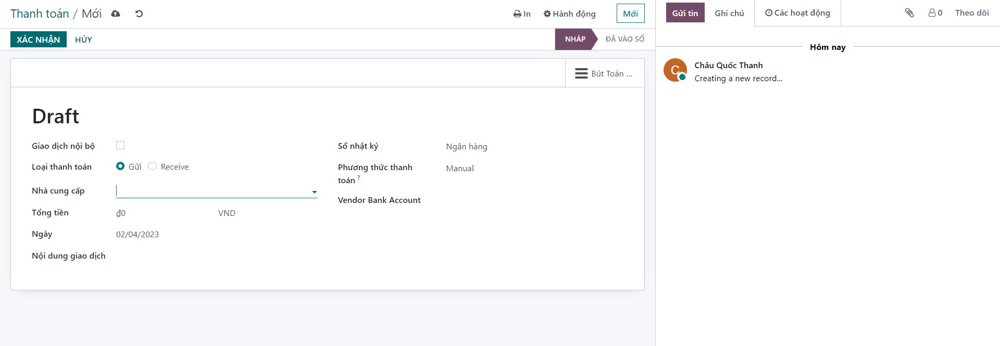 Thanh toán / Mới
In
Hành động
Mới
Gửi tin
Ghi chú
Các hoạt động
0
Theo dõi
XÁC NHẬN
HỦY
NHÁP
ĐÃ VÀO SỔ
Hôm nay
Châu Quốc Thanh
Creating a new record...
C
Bút Toán ...
Draft
Giao dịch nội bộ
Loại thanh toán
Gửi
Receive
Nhà cung cấp
Tổng tiền
₫0
VND
Ngày
02/04/2023
Nội dung giao dịch
Sổ nhật ký
Ngân hàng
Phương thức thanh
toán ?
Manual
Vendor Bank Account